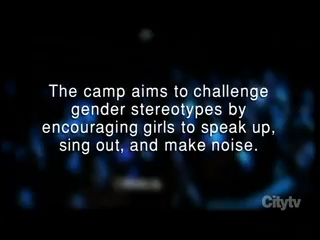 The camp aims to challenge
gender stereotypes by
encouraging girls to speak up,
sing out, and make noise.
Citytv